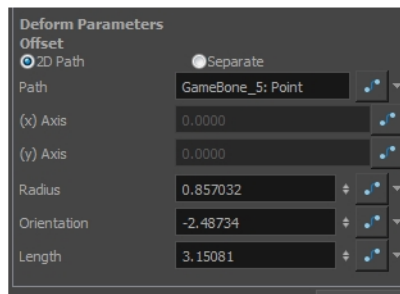 Deform Parameters
Offset
2D Path Separate
Path GameBone_5: Point
(x) Axis 0.0000
(y) Axis 0.0000
Radius 0.857032
Orientation -2.48734
Length 3.15081